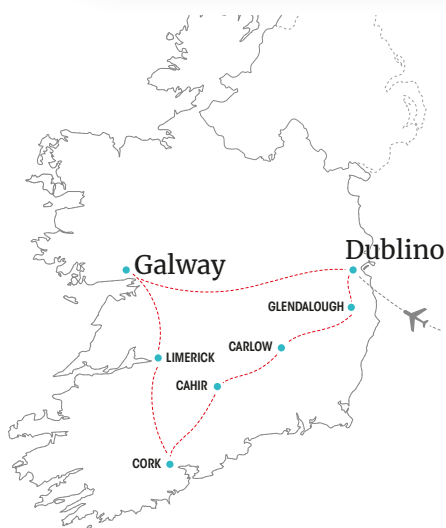 Dublino
Galway
GLENDALOUGH
CARLOW
LIMERICK
CAHIR
CORK